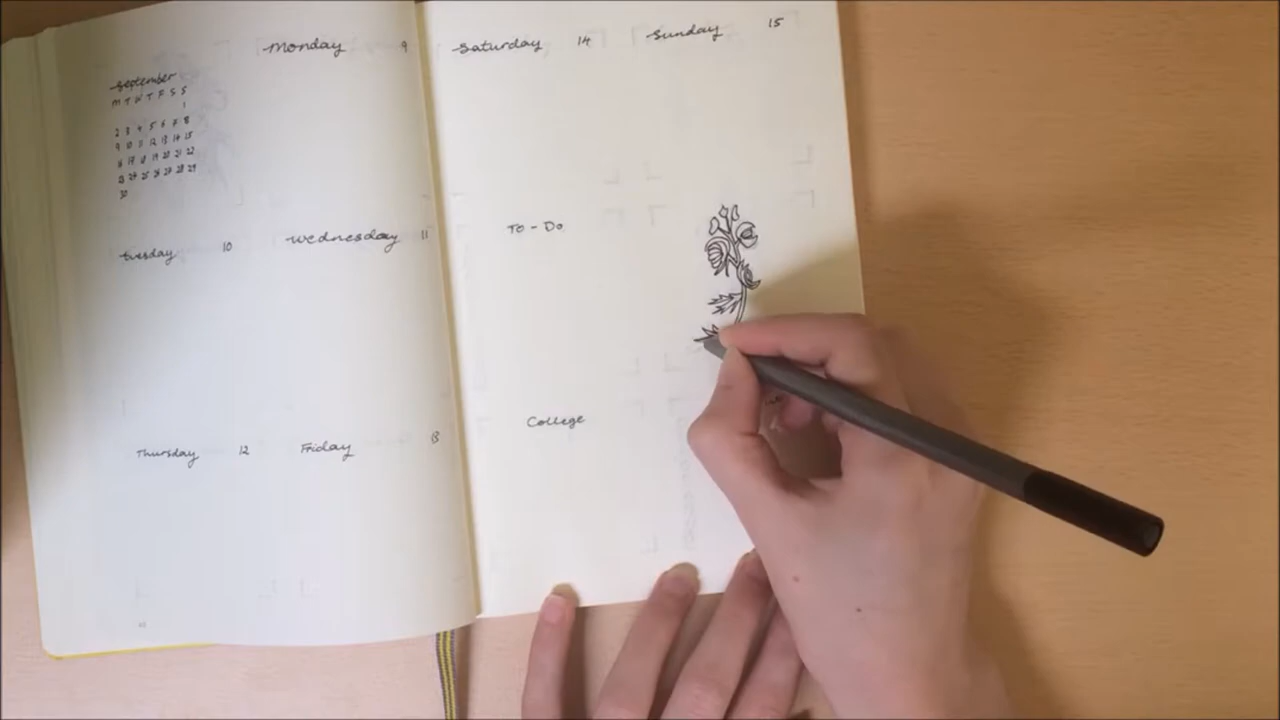 Monday 9
September
M T W T F S S
1
2 3 4 5 6 7 8
9 10 11 12 13 14 15
16 17 18 19 20 21 22
23 24 25 26 27 28 29
30
Tuesday 10
Wednesday 11
Thursday 12
Friday 13
Saturday 14
Sunday 15
To - Do
College